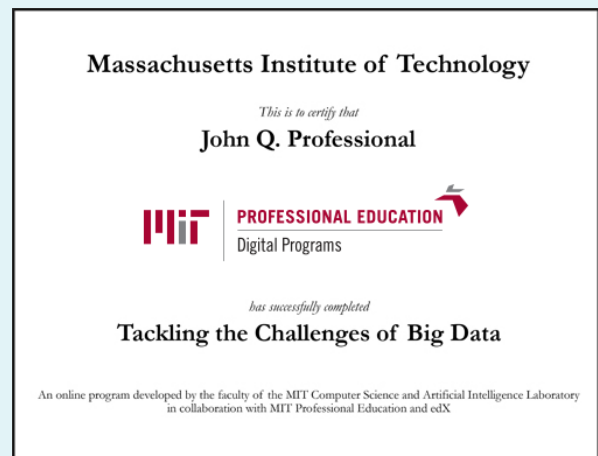 Massachusetts Institute of Technology
This is to certify that
John Q. Professional
MIT
PROFESSIONAL EDUCATION
Digital Programs
has successfully completed
Tackling the Challenges of Big Data
An online program developed by the faculty of the MIT Computer Science and Artificial Intelligence Laboratory
in collaboration with MIT Professional Education and edX